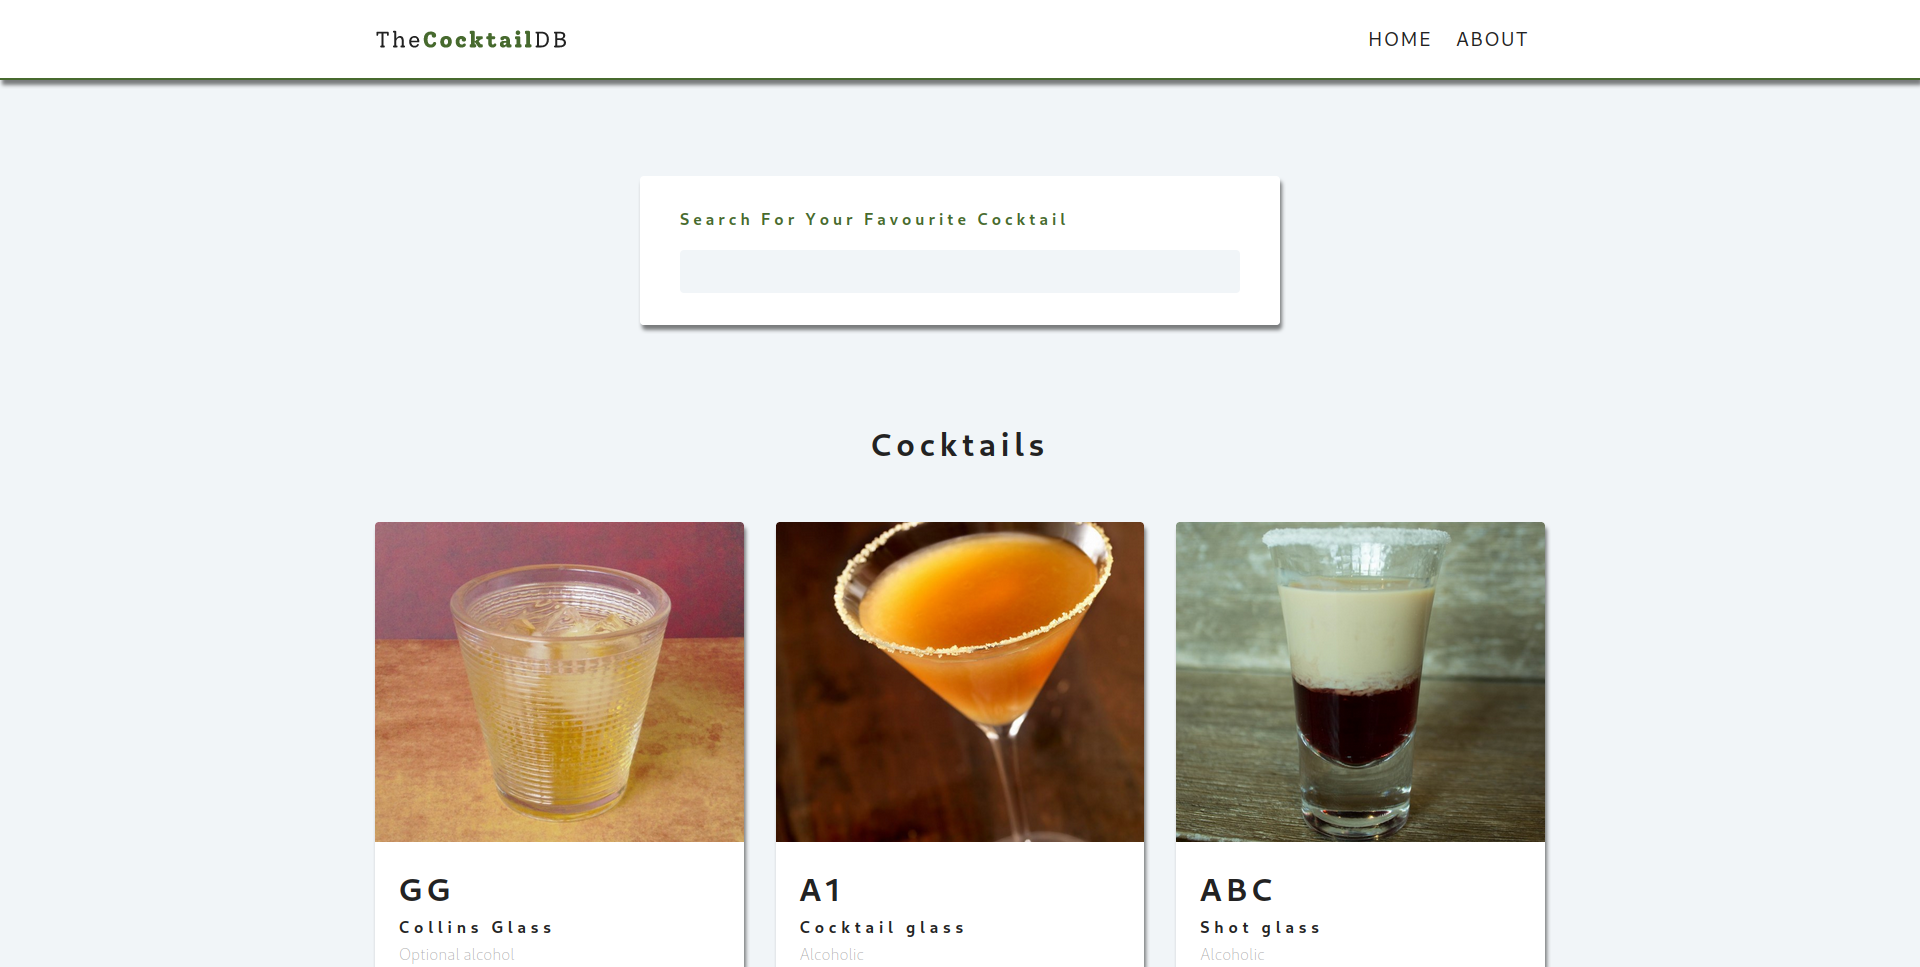 TheCocktailDB
HOME ABOUT
Search For Your Favourite Cocktail
Cocktails
GG
Collins Glass
Optional alcohol
A1
Cocktail glass
Alcoholic
ABC
Shot glass
Alcoholic